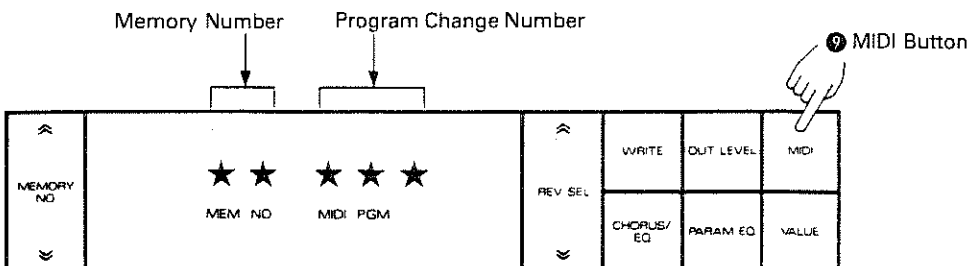 Memory Number
Program Change Number
❾ MIDI Button
MEMORY
NO
★★ ★★★
MEM NO
MIDI PGM
REV SEL
WRITE
OUT LEVEL
MIDI
CHORUS/
EQ
PARAM EQ
VALUE